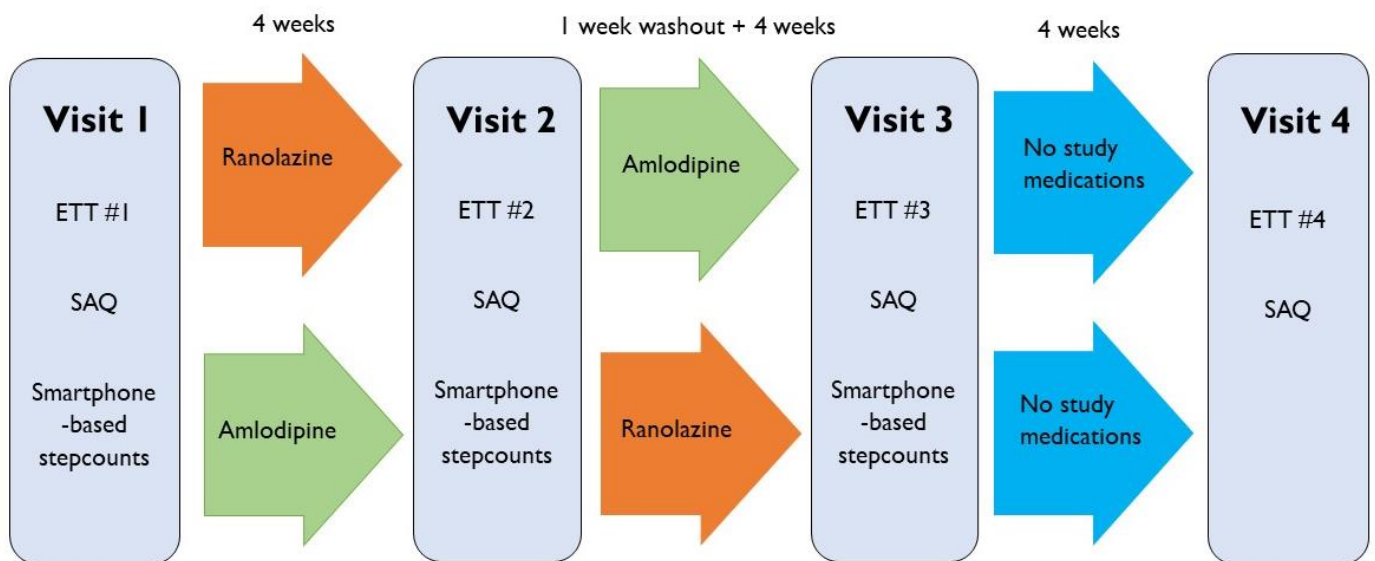 4 weeks
1 week washout + 4 weeks
4 weeks
Visit 1
ETT #1
SAQ
Smartphone
-based
stepcounts
Ranolazine
Amlodipine
Visit 2
ETT #2
SAQ
Smartphone
-based
stepcounts
Amlodipine
Ranolazine
Visit 3
ETT #3
SAQ
Smartphone
-based
stepcounts
No study
medications
No study
medications
Visit 4
ETT #4
SAQ